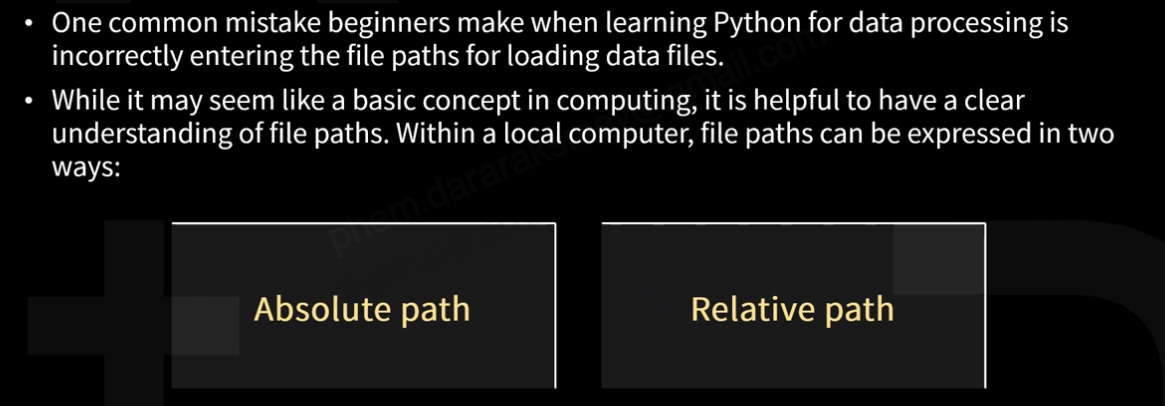 • One common mistake beginners make when learning Python for data processing is
incorrectly entering the file paths for loading data files.
• While it may seem like a basic concept in computing, it is helpful to have a clear
understanding of file paths. Within a local computer, file paths can be expressed in two
ways:
Absolute path
Relative path